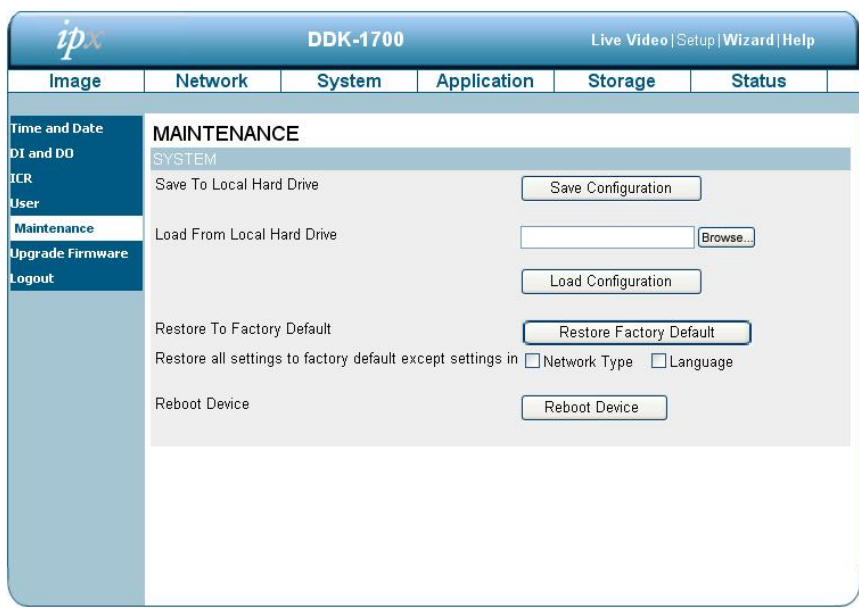 ipx DDK-1700 Live Video|Setup|Wizard|Help
Image Network System Application Storage Status
Time and Date
DI and DO
ICR
User
Maintenance
Upgrade Firmware
Logout
MAINTENANCE
SYSTEM
Save To Local Hard Drive Save Configuration
Load From Local Hard Drive Browse...
Load Configuration
Restore To Factory Default Restore Factory Default
Restore all settings to factory default except settings in Network Type Language
Reboot Device Reboot Device